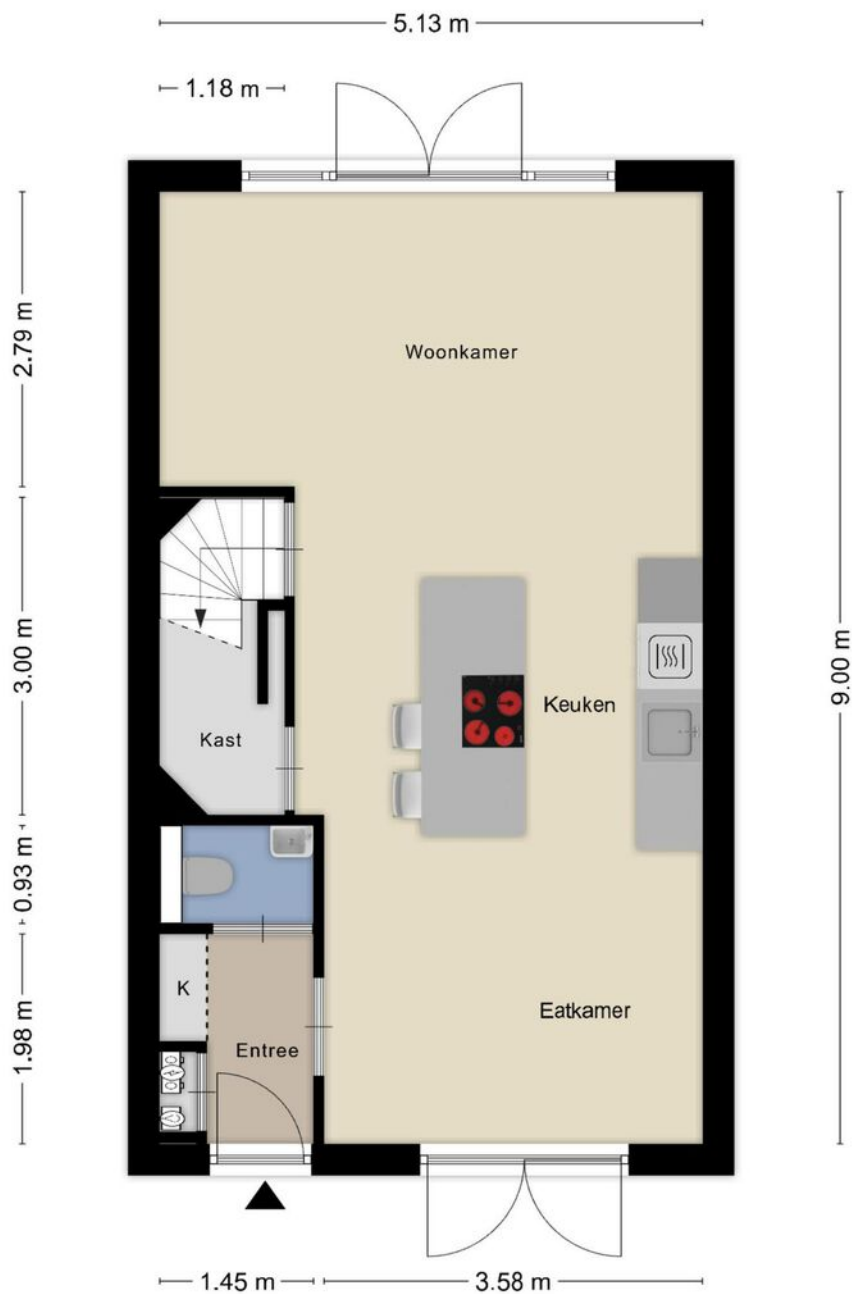 5.13 m
1.18 m
2.79 m
Woonkamer
3.00 m
9.00 m
Keuken
Kast
0.93 m
K
1.98 m
Eatkamer
Entree
1.45 m
3.58 m